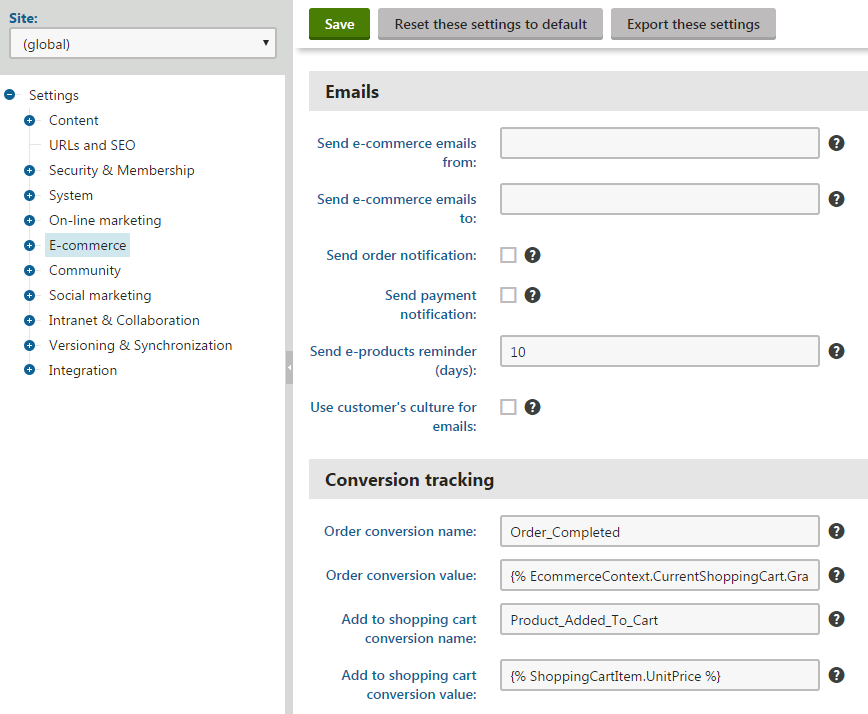 Site:
(global)
Settings
Content
URLs and SEO
Security & Membership
System
On-line marketing
E-commerce
Community
Social marketing
Intranet & Collaboration
Versioning & Synchronization
Integration
Save
Reset these settings to default
Export these settings
Emails
Send e-commerce emails
from:
Send e-commerce emails
to:
Send order notification:
Send payment
notification:
Send e-products reminder
(days):
10
Use customer's culture for
emails:
Conversion tracking
Order conversion name:
Order_Completed
Order conversion value:
{% EcommerceContext.CurrentShoppingCart.Gra
Add to shopping cart
conversion name:
Product_Added_To_Cart
Add to shopping cart
conversion value:
{% ShoppingCartItem.UnitPrice %}